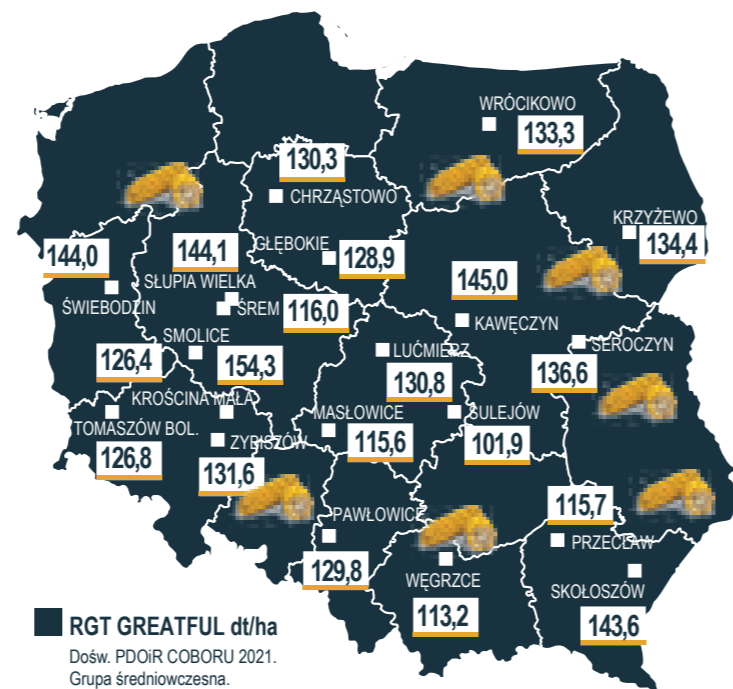 WRÓCIKOWO
133,3
130,3
CHRZĄSTOWO
KRZYŻEWO
134,4
144,0
144,1
GŁĘBOKIE
128,9
SŁUPIA WIELKA
145,0
ŚWIEBODZIN
ŚREM
116,0
KAWĘCZYN
SMOLICE
126,4
154,3
LUĆMIERZ
130,8
SEROCZYN
136,6
KROŚCINA MAŁA
TOMASZÓW BOL.
126,8
MASŁOWICE
115,6
SULEJÓW
101,9
ZYBISZÓW
131,6
PAWŁOWICE
129,8
115,7
PRZECŁAW
WĘGRZCE
113,2
SKOŁOSZÓW
143,6
RGT GREATFUL dt/ha
Dośw. PDOiR COBORU 2021.
Grupa średniowczesna.